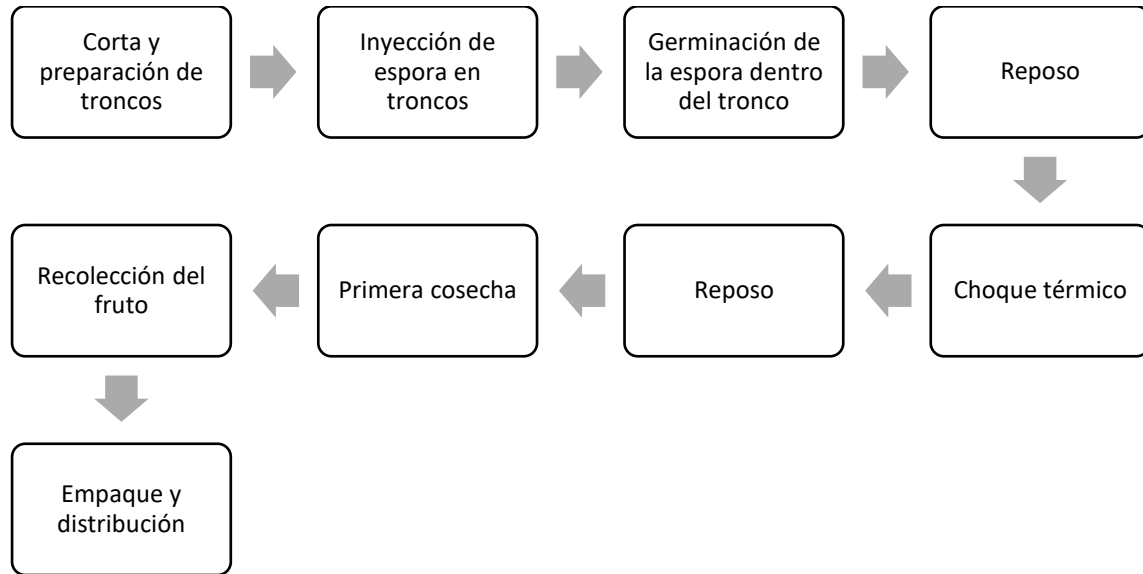 Corta y
preparación de
troncos
Inyección de
espora en
troncos
Germinación de
la espora dentro
del tronco
Reposo
Choque térmico
Reposo
Primera cosecha
Recolección del
fruto
Empaque y
distribución